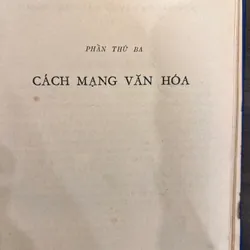 PHẦN THỨ BA
CÁCH MẠNG VĂN HÓA